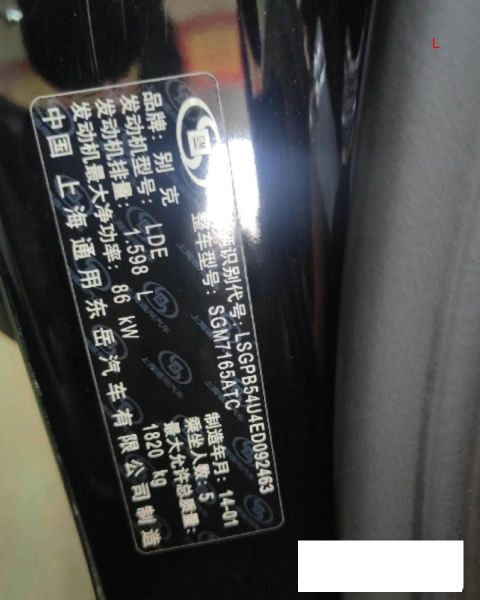 L
GM
识别代号: LSGPB54U4ED092463
整车型号: SGM7165ATC
品牌: 别克
制造年月: 14-01
发动机型号: LDE
乘坐人数: 5
发动机排量: 1.598 L
最大允许总质量:
发动机最大净功率: 86 kW
1820 kg
中国 上海通用东岳汽车有限公司制造